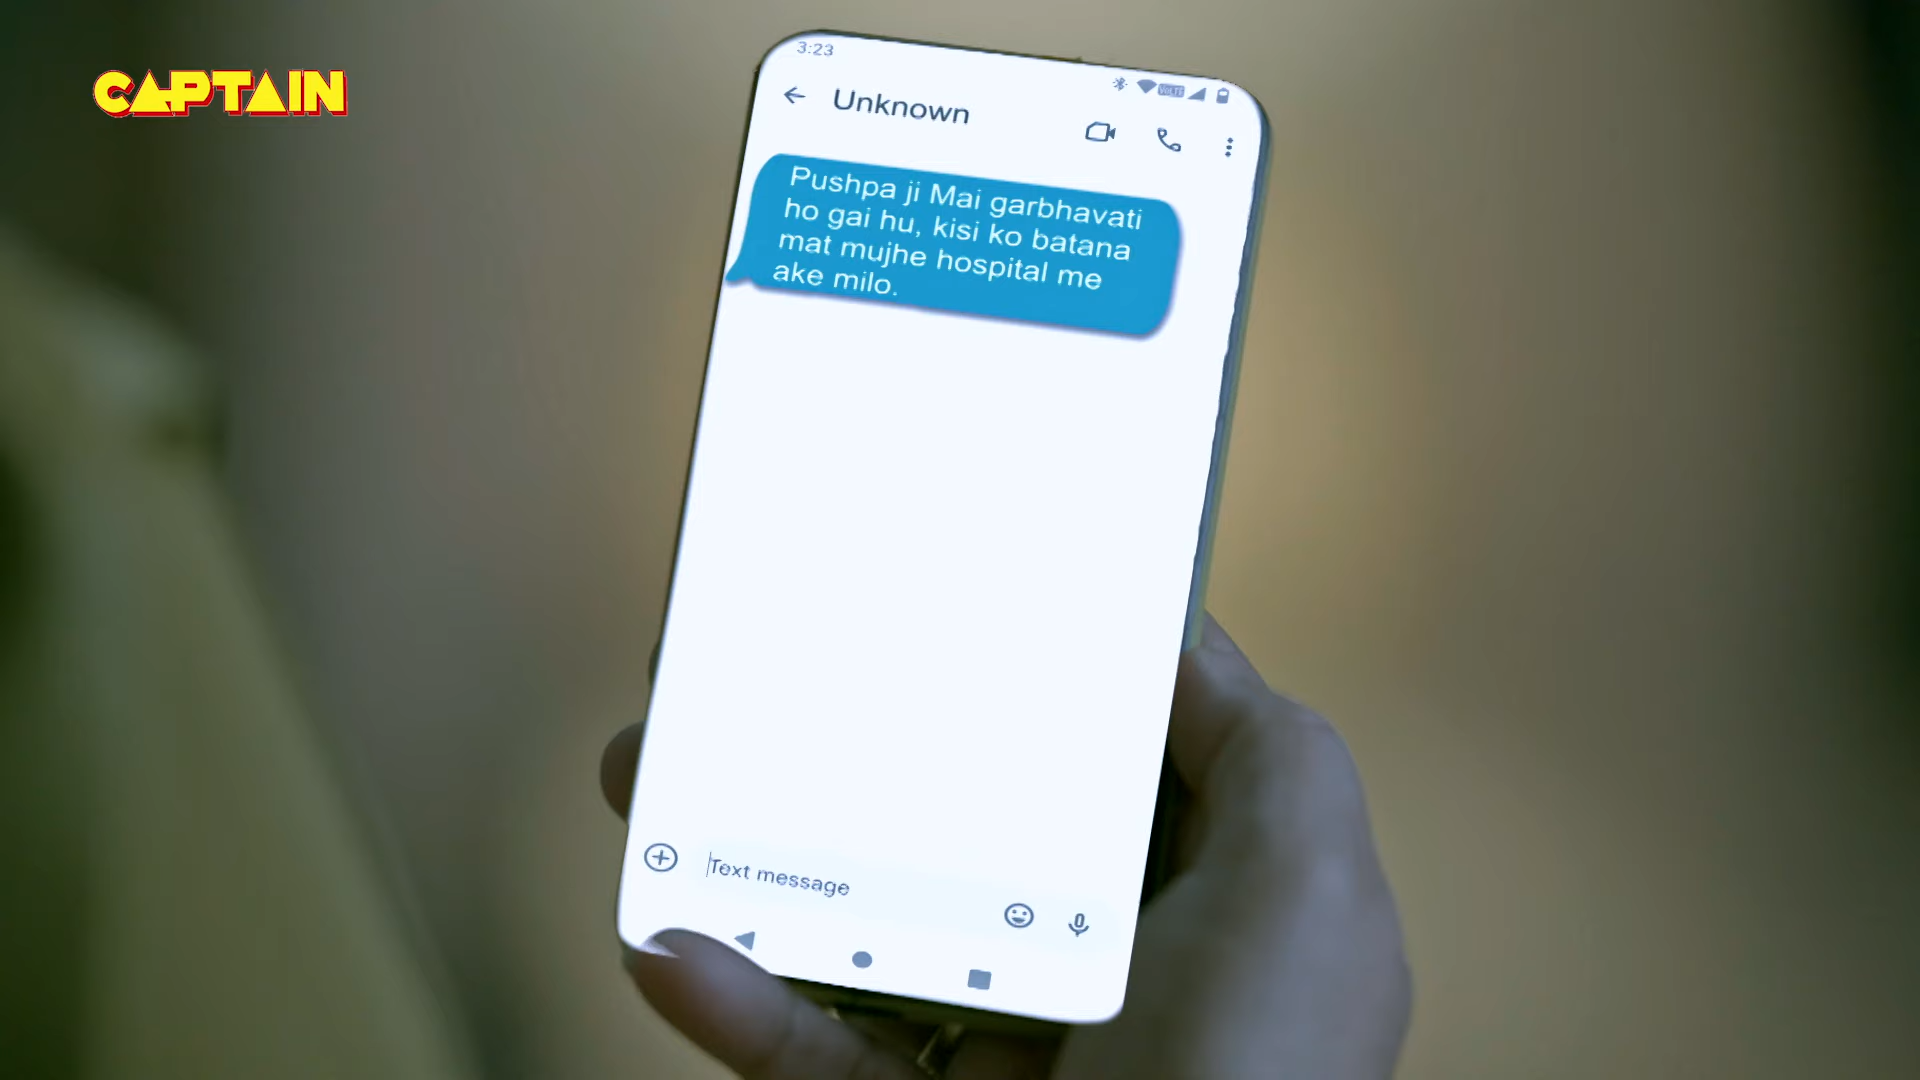 CAPTAIN
3:23
VoLTE
Unknown
Pushpa ji Mai garbhavati
ho gai hu, kisi ko batana
mat mujhe hospital me
ake milo.
Text message